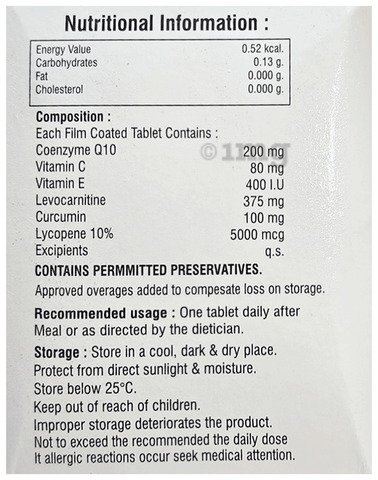 Nutritional Information :
Energy Value 0.52 kcal.
Carbohydrates 0.13 g.
Fat 0.000 g.
Cholesterol 0.000 g.
Composition :
Each Film Coated Tablet Contains :
Coenzyme Q10 200 mg
© 1mg
Vitamin C 80 mg
Vitamin E 400 I.U
Levocarnitine 375 mg
Curcumin 100 mg
Lycopene 10% 5000 mcg
Excipients q.s.
CONTAINS PERMMITTED PRESERVATIVES.
Approved overages added to compesate loss on storage.
Recommended usage : One tablet daily after
Meal or as directed by the dietician.
Storage : Store in a cool, dark & dry place.
Protect from direct sunlight & moisture.
Store below 25°C.
Keep out of reach of children.
Improper storage deteriorates the product.
Not to exceed the recommended the daily dose
It allergic reactions occur seek medical attention.